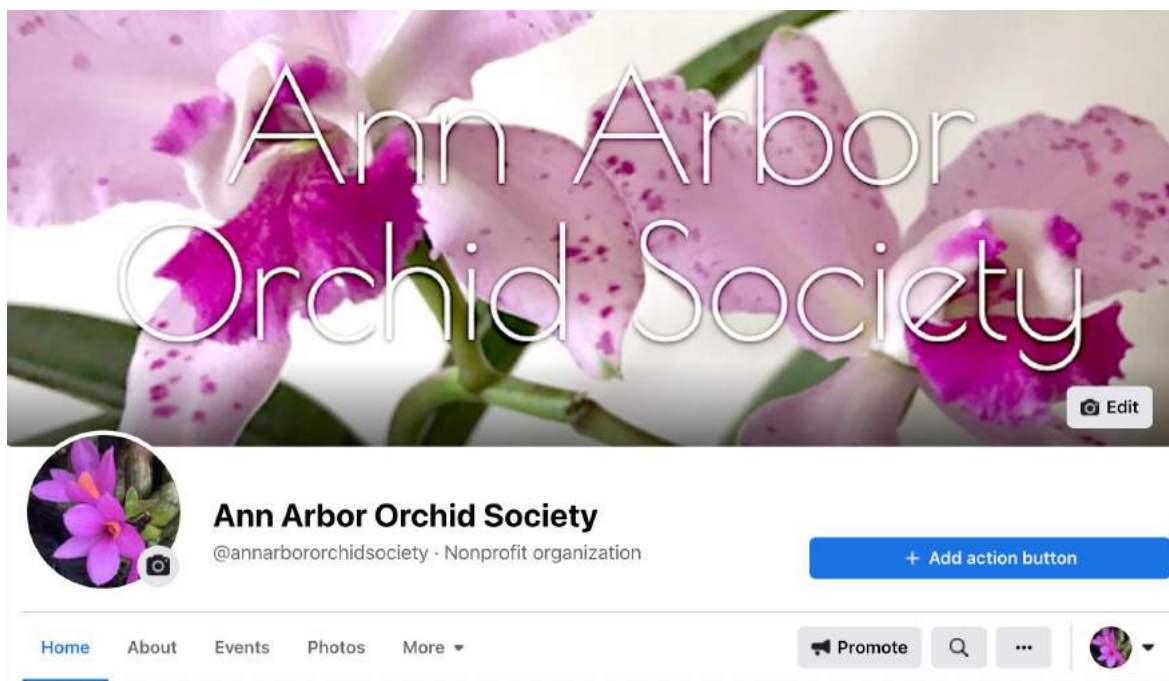 Ann Arbor
Orchid Society
Edit
Ann Arbor Orchid Society
@annarbororchidsociety · Nonprofit organization
+ Add action button
Home About Events Photos More
Promote